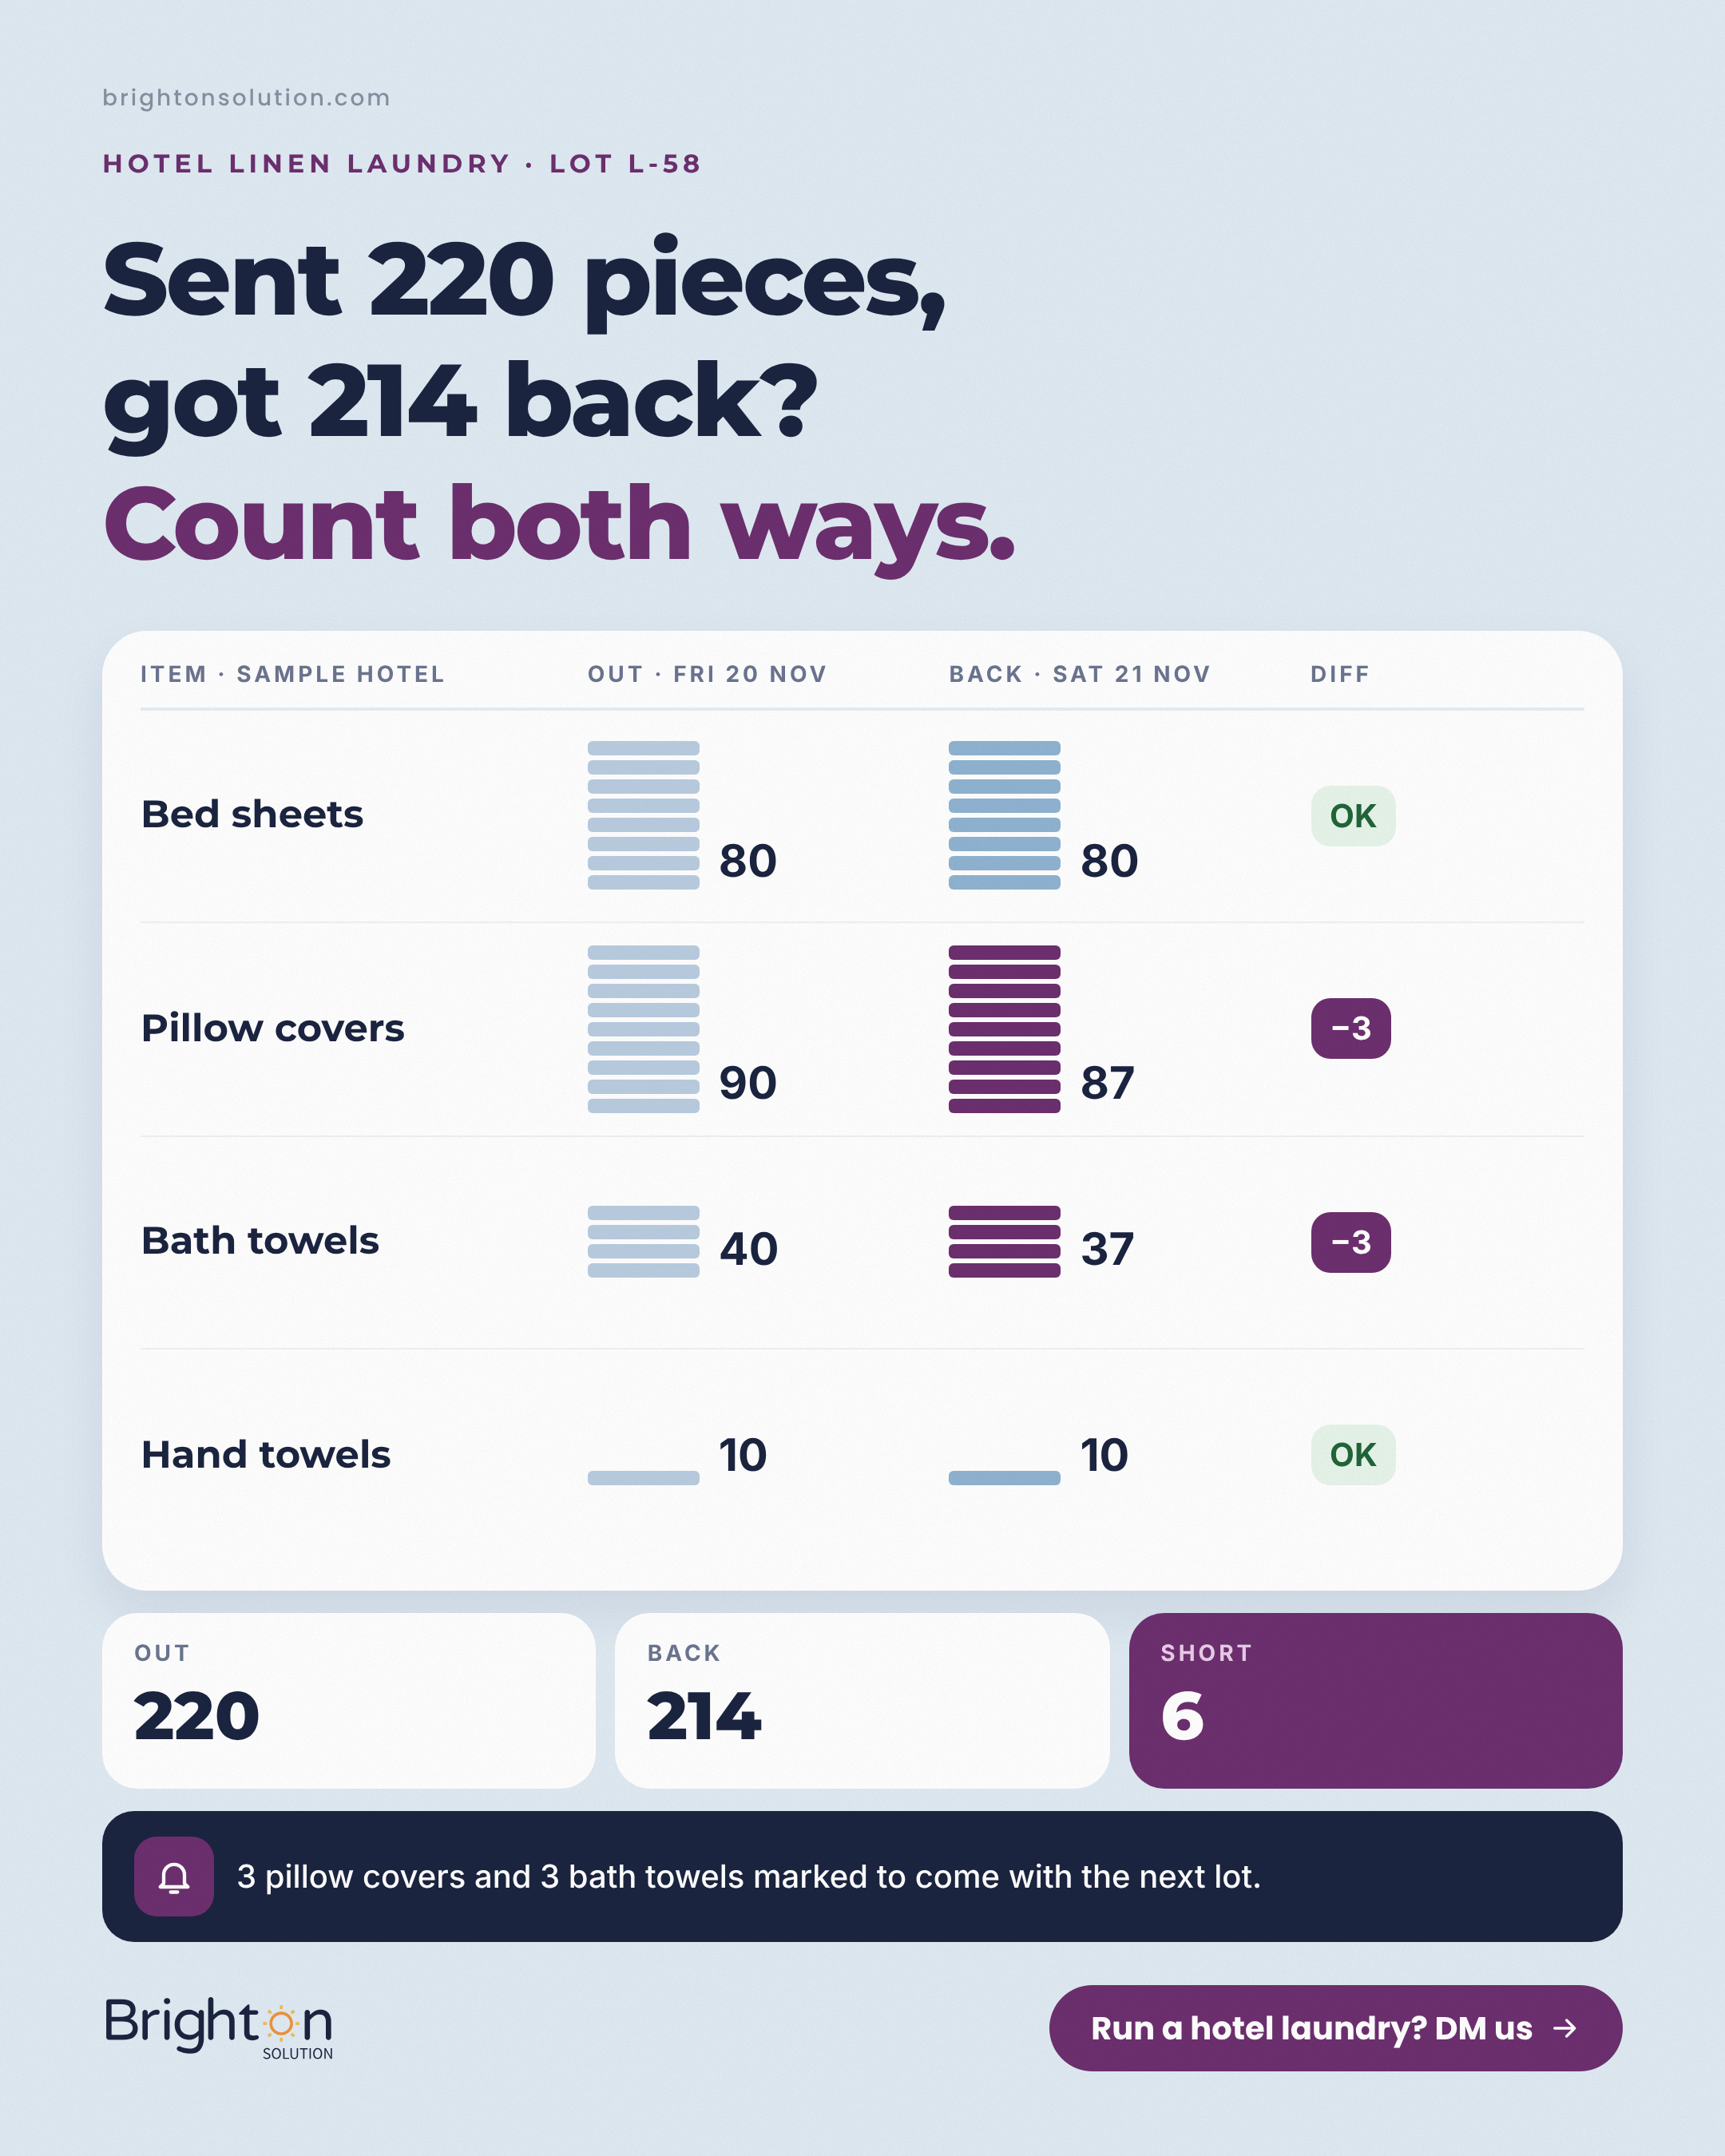 brightonsolution.com
HOTEL LINEN LAUNDRY · LOT L-58
Sent 220 pieces,
got 214 back?
Count both ways.
ITEM · SAMPLE HOTEL OUT · FRI 20 NOV BACK · SAT 21 NOV DIFF
Bed sheets 80 80 OK
Pillow covers 90 87 −3
Bath towels 40 37 −3
Hand towels 10 10 OK
OUT BACK SHORT
220 214 6
3 pillow covers and 3 bath towels marked to come with the next lot.
Brighton
SOLUTION
Run a hotel laundry? DM us →